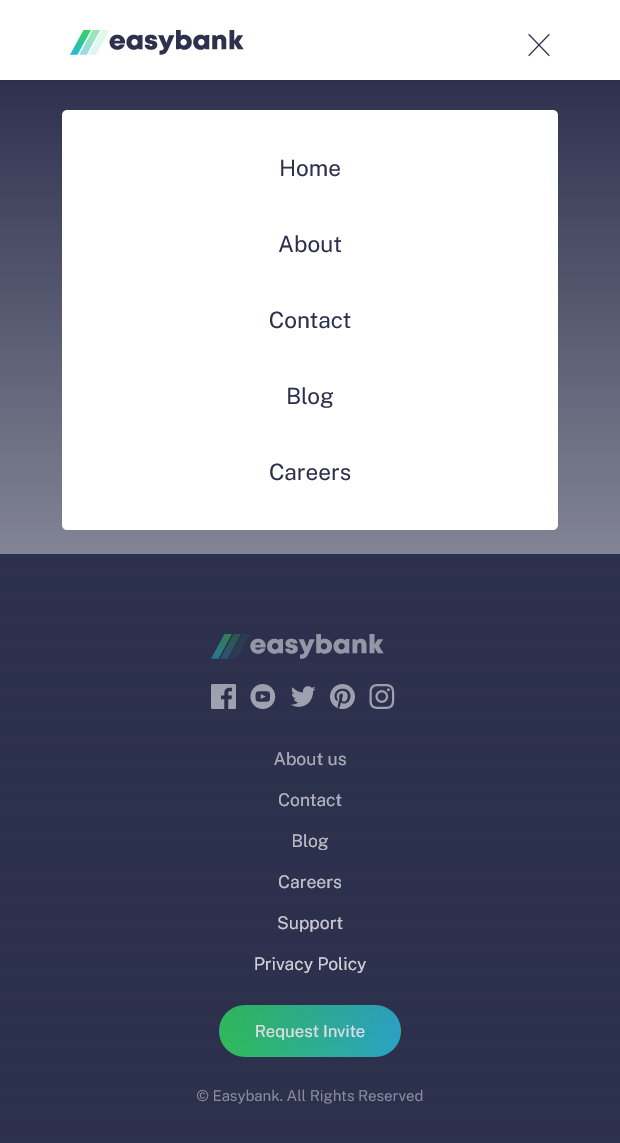 easybank
Home
About
Contact
Blog
Careers
easybank
About us
Contact
Blog
Careers
Support
Privacy Policy
Request Invite
© Easybank. All Rights Reserved